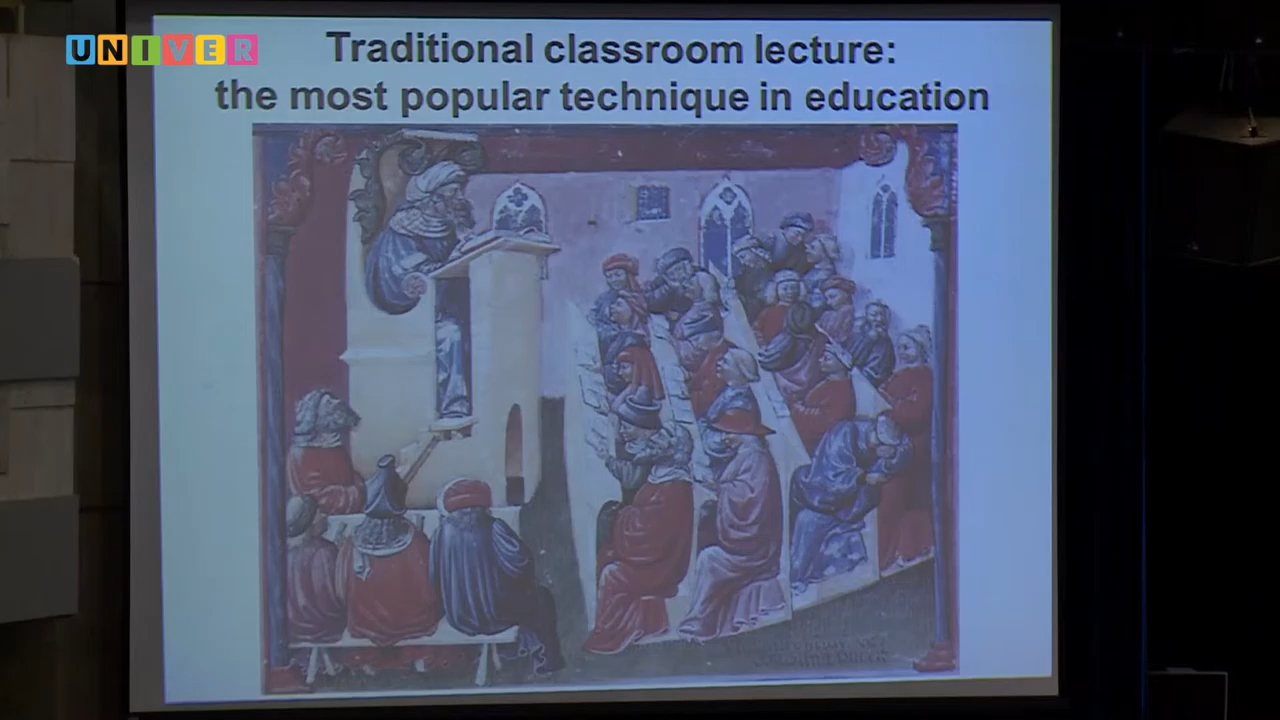 UNIVER
Traditional classroom lecture:
the most popular technique in education